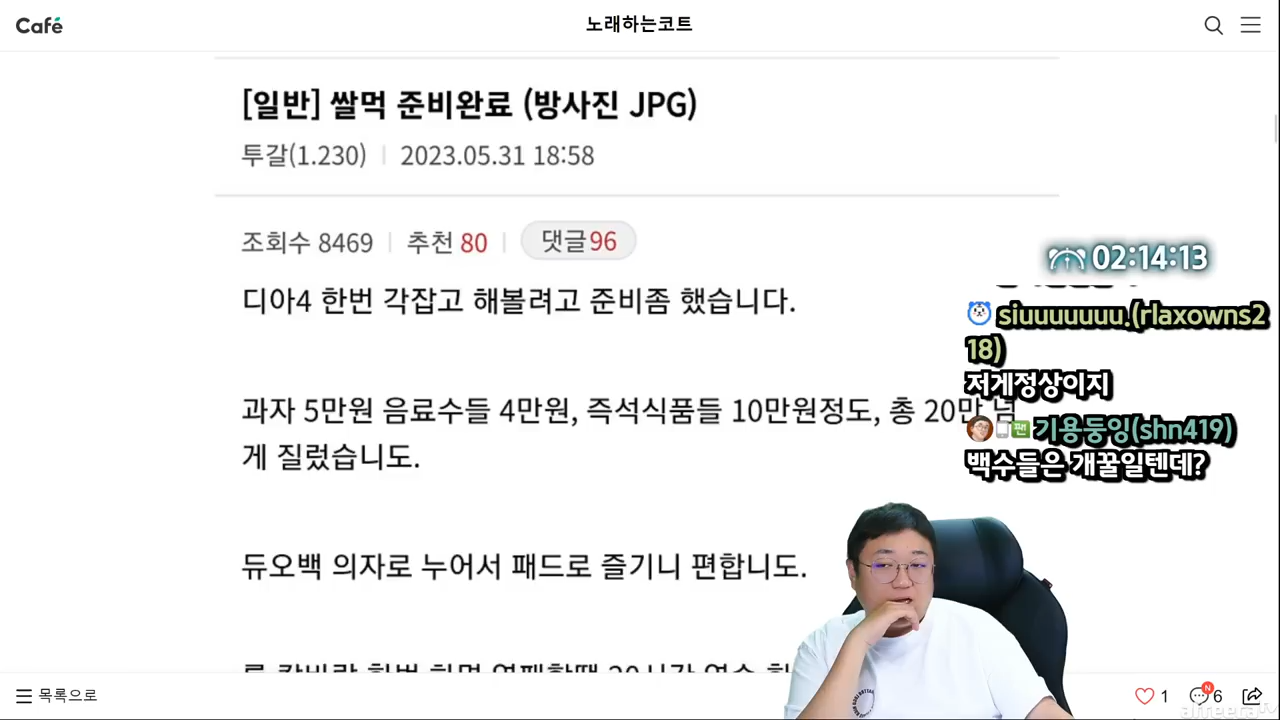 Café
노래하는코트
[일반] 쌀먹 준비완료 (방사진 JPG)
투갈(1.230) | 2023.05.31 18:58
조회수 8469 | 추천 80 | 댓글 96
디아4 한번 각잡고 해볼려고 준비좀 했습니다.
과자 5만원 음료수들 4만원, 즉석식품들 10만원정도, 총 20만 넘
게 질렀습니도.
듀오백 의자로 누어서 패드로 즐기니 편합니도.
02:14:13
siuuuuuuu.(rlaxowns2
18)
저게정상이지
팬 기용둥잉(shn419)
백수들은 개꿀일텐데?
목록으로
1
N
6
afreecaTV